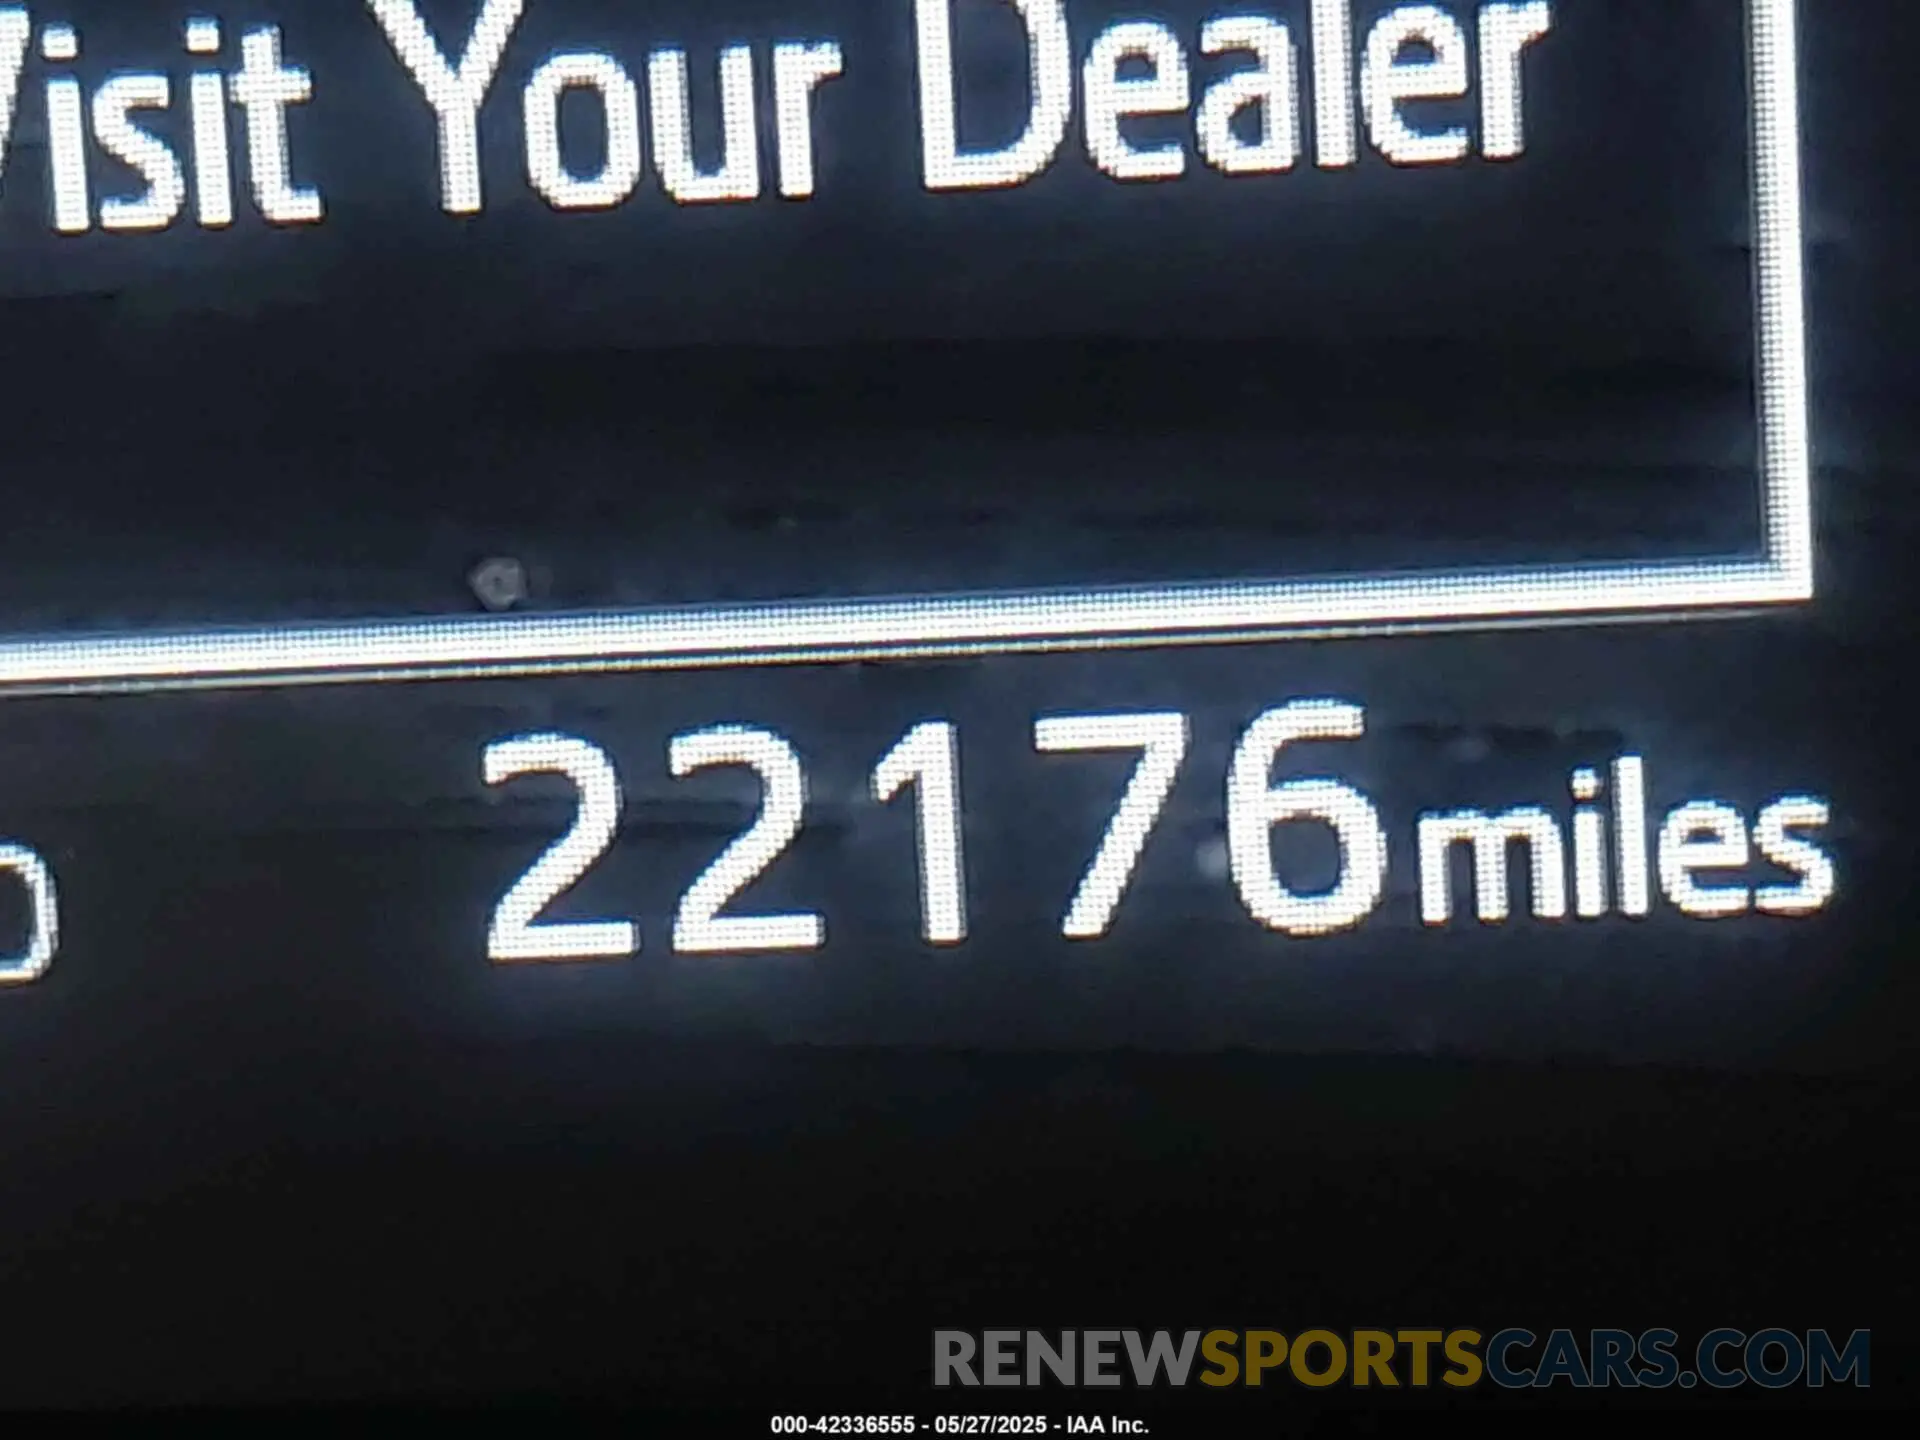 Visit Your Dealer
22176 miles
RENEWSPORTSCARS.COM
000-42336555 - 05/27/2025 - IAA Inc.